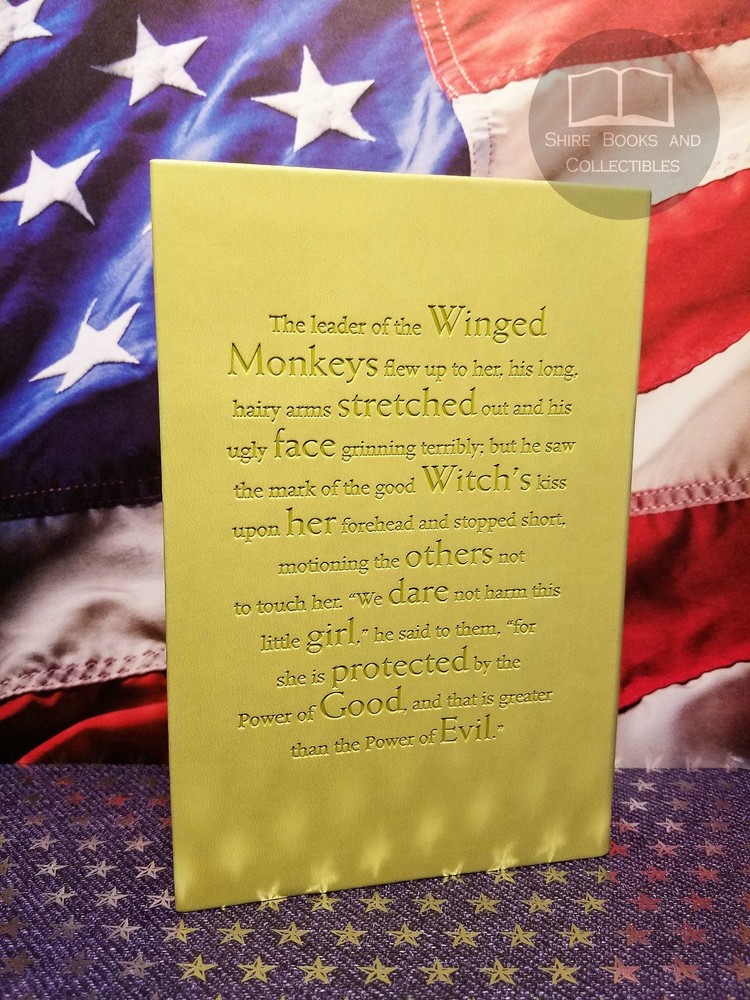 SHIRE BOOKS AND
COLLECTIBLES
The leader of the Winged
Monkeys flew up to her, his long,
hairy arms stretched out and his
ugly face grinning terribly; but he saw
the mark of the good Witch's kiss
upon her forehead and stopped short,
motioning the others not
to touch her. “We dare not harm this
little girl,” he said to them, “for
she is protected by the
Power of Good, and that is greater
than the Power of Evil.”